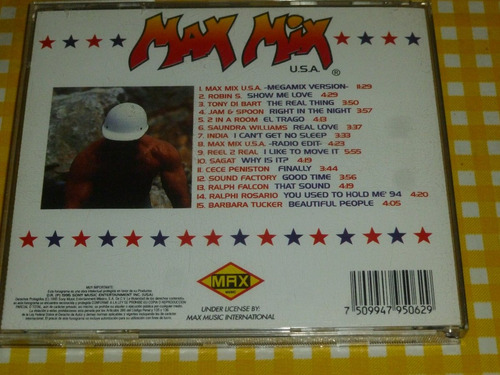 MAX MIX
U.S.A. ®
1. MAX MIX U.S.A. -MEGAMIX VERSION- 11:29
2. ROBIN S. SHOW ME LOVE 4:29
3. TONY DI BART THE REAL THING 3:50
4. JAM & SPOON RIGHT IN THE NIGHT 3:57
5. 2 IN A ROOM EL TRAGO 4:13
6. SAUNDRA WILLIAMS REAL LOVE 3:37
7. INDIA I CAN'T GET NO SLEEP 3:33
8. MAX MIX U.S.A. -RADIO EDIT- 4:23
9. REEL 2 REAL I LIKE TO MOVE IT 5:55
10. SAGAT WHY IS IT? 4:19
11. CECE PENISTON FINALLY 3:44
12. SOUND FACTORY GOOD TIME 3:56
13. RALPH FALCON THAT SOUND 4:19
14. RALPHI ROSARIO YOU USED TO HOLD ME' 94 4:20
15. BARBARA TUCKER BEAUTIFUL PEOPLE 4:05
MAX
MUSIC
UNDER LICENSE BY:
MAX MUSIC INTERNATIONAL
7 509947 950629